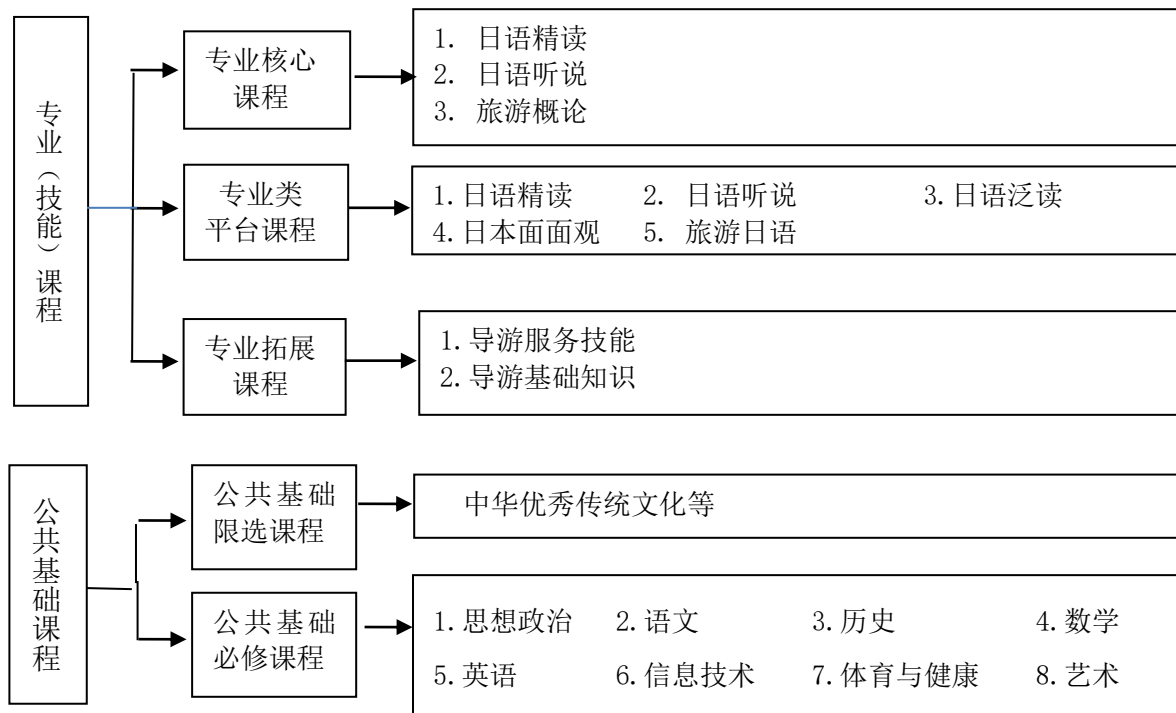 专业（技能）课程
专业核心
课程
1. 日语精读
2. 日语听说
3. 旅游概论
专业类
平台课程
1.日语精读 2. 日语听说 3.日语泛读
4.日本面面观 5. 旅游日语
专业拓展
课程
1.导游服务技能
2.导游基础知识
公共基础课程
公共基础
限选课程
中华优秀传统文化等
公共基础
必修课程
1.思想政治 2.语文 3.历史 4.数学
5.英语 6.信息技术 7.体育与健康 8.艺术